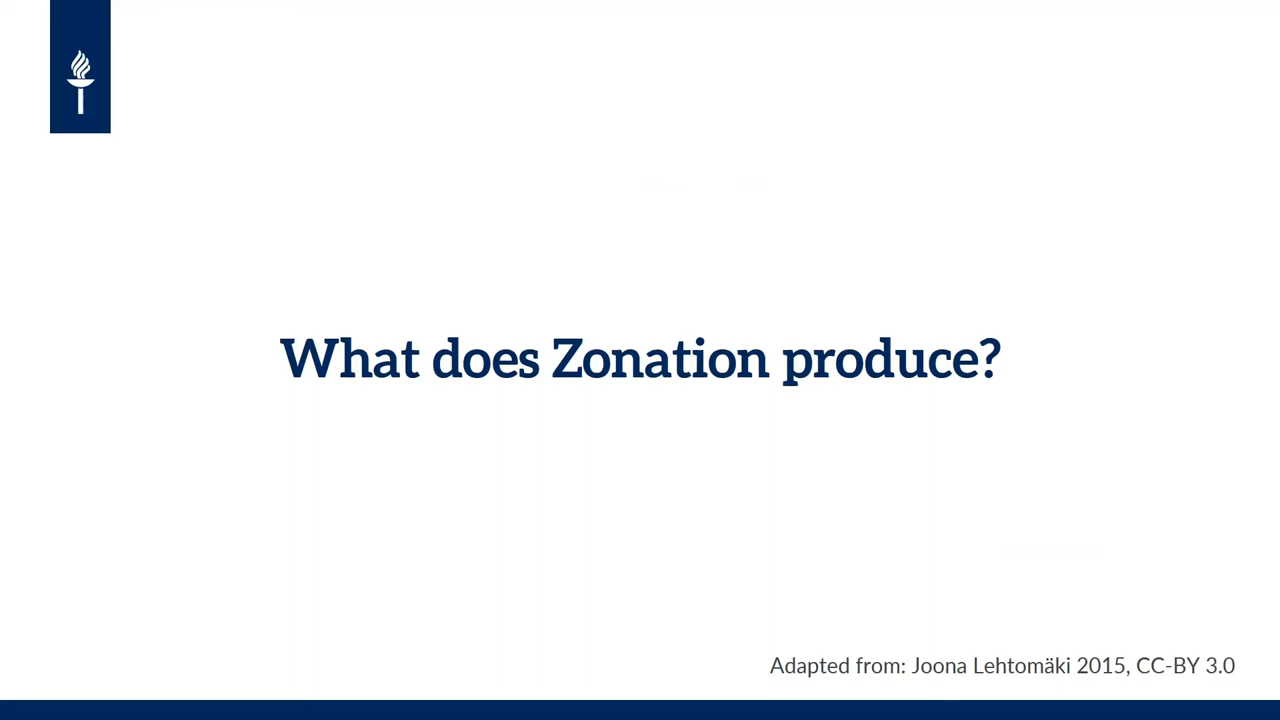 What does Zonation produce?
Adapted from: Joona Lehtomäki 2015, CC-BY 3.0